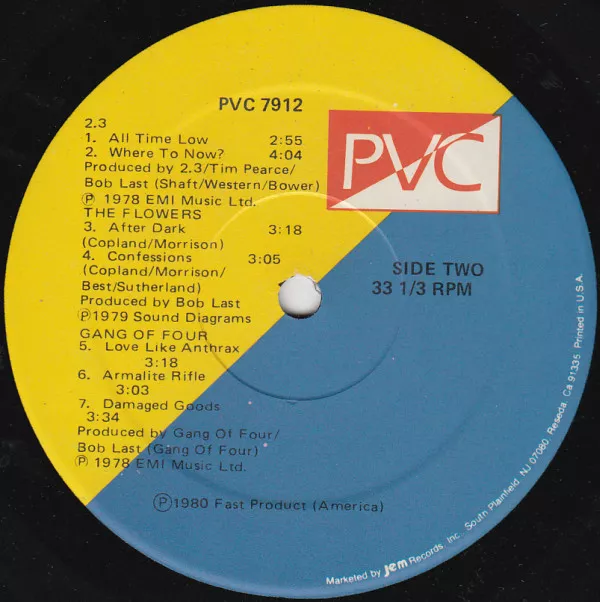 PVC 7912
PVC
2.3
1. All Time Low 2:55
2. Where To Now? 4:04
Produced by 2.3/Tim Pearce/
Bob Last (Shaft/Western/Bower)
Ⓟ 1978 EMI Music Ltd.
THE FLOWERS
3. After Dark 3:18
(Copland/Morrison)
4. Confessions 3:05
(Copland/Morrison/
Best/Sutherland)
Produced by Bob Last
Ⓟ1979 Sound Diagrams
GANG OF FOUR
5. Love Like Anthrax
3:18
6. Armalite Rifle
3:03
7. Damaged Goods
3:34
Produced by Gang Of Four/
Bob Last (Gang Of Four)
Ⓟ 1978 EMI Music Ltd.
SIDE TWO
33 1/3 RPM
Ⓟ1980 Fast Product (America)
Marketed by jem Records, Inc. South Plainfield, NJ 07080, Reseda, Ca 91335 Printed in U.S.A.